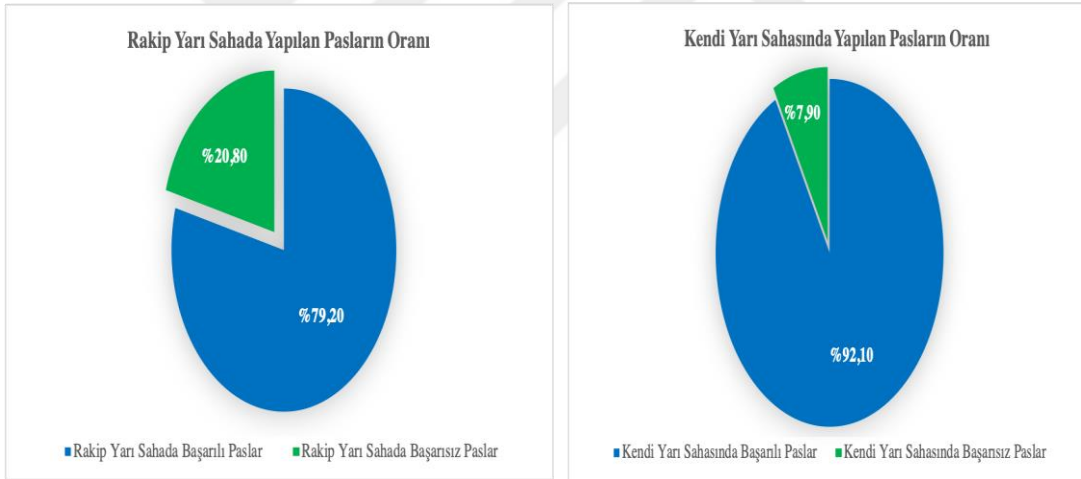 Rakip Yarı Sahada Yapılan Pasların Oranı
%20,80
%79,20
Rakip Yarı Sahada Başarılı Paslar
Rakip Yarı Sahada Başarısız Paslar
Kendi Yarı Sahasında Yapılan Pasların Oranı
%7,90
%92,10
Kendi Yarı Sahasında Başarılı Paslar
Kendi Yarı Sahasında Başarısız Paslar